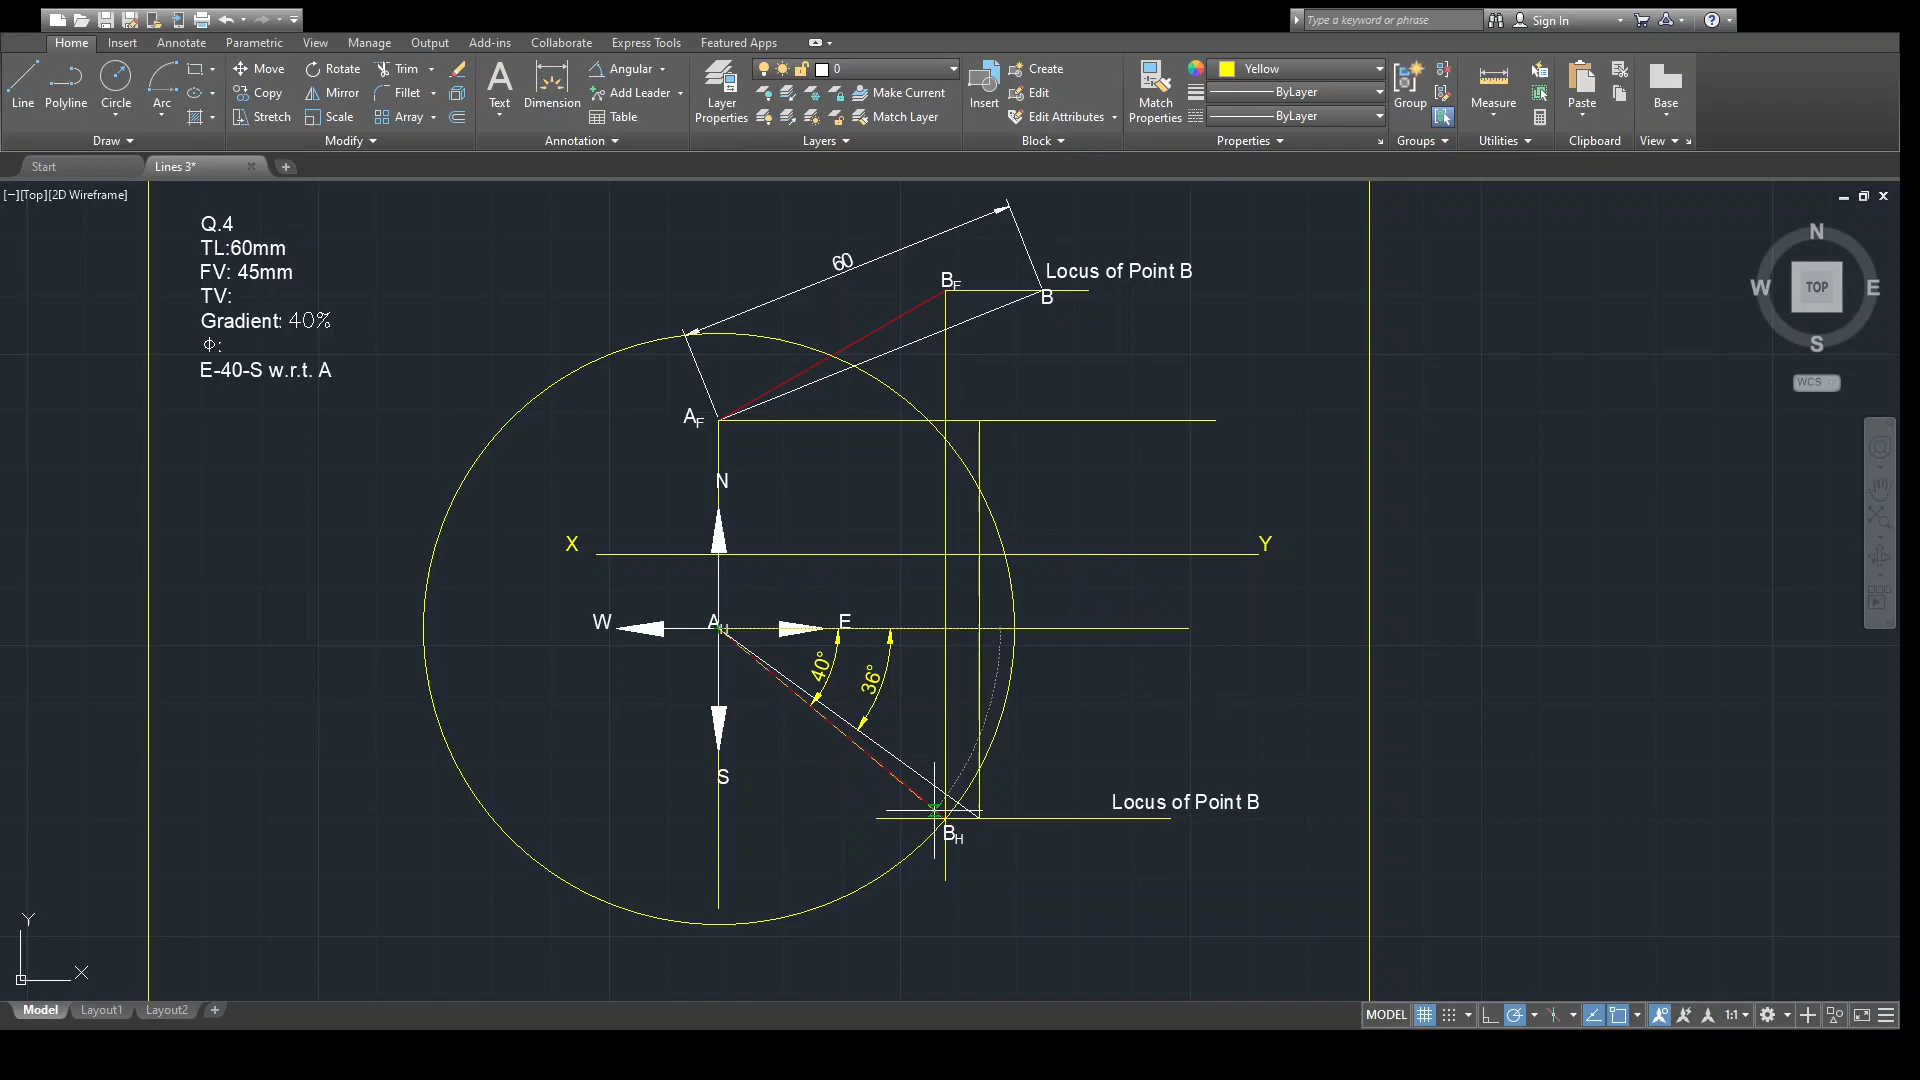 Type a keyword or phrase
Sign In
Home Insert Annotate Parametric View Manage Output Add-ins Collaborate Express Tools Featured Apps
Line Polyline Circle Arc
Move Rotate Trim
Copy Mirror Fillet
Stretch Scale Array
Text Dimension
Angular
Add Leader
Table
Layer Properties
0
Make Current
Match Layer
Insert
Create
Edit
Edit Attributes
Match Properties
Yellow
ByLayer
ByLayer
Group
Measure
Paste
Base
Draw Modify Annotation Layers Block Properties Groups Utilities Clipboard View
Start Lines 3*
[−][Top][2D Wireframe]
Q.4
TL:60mm
FV: 45mm
TV:
Gradient: 40%
Φ:
E-40-S w.r.t. A
60
BF
Locus of Point B
B
AF
N
X
Y
W
AH
E
40°
36°
S
Locus of Point B
BH
N
W TOP E
S
WCS
Y
X
Model Layout1 Layout2
MODEL 1:1